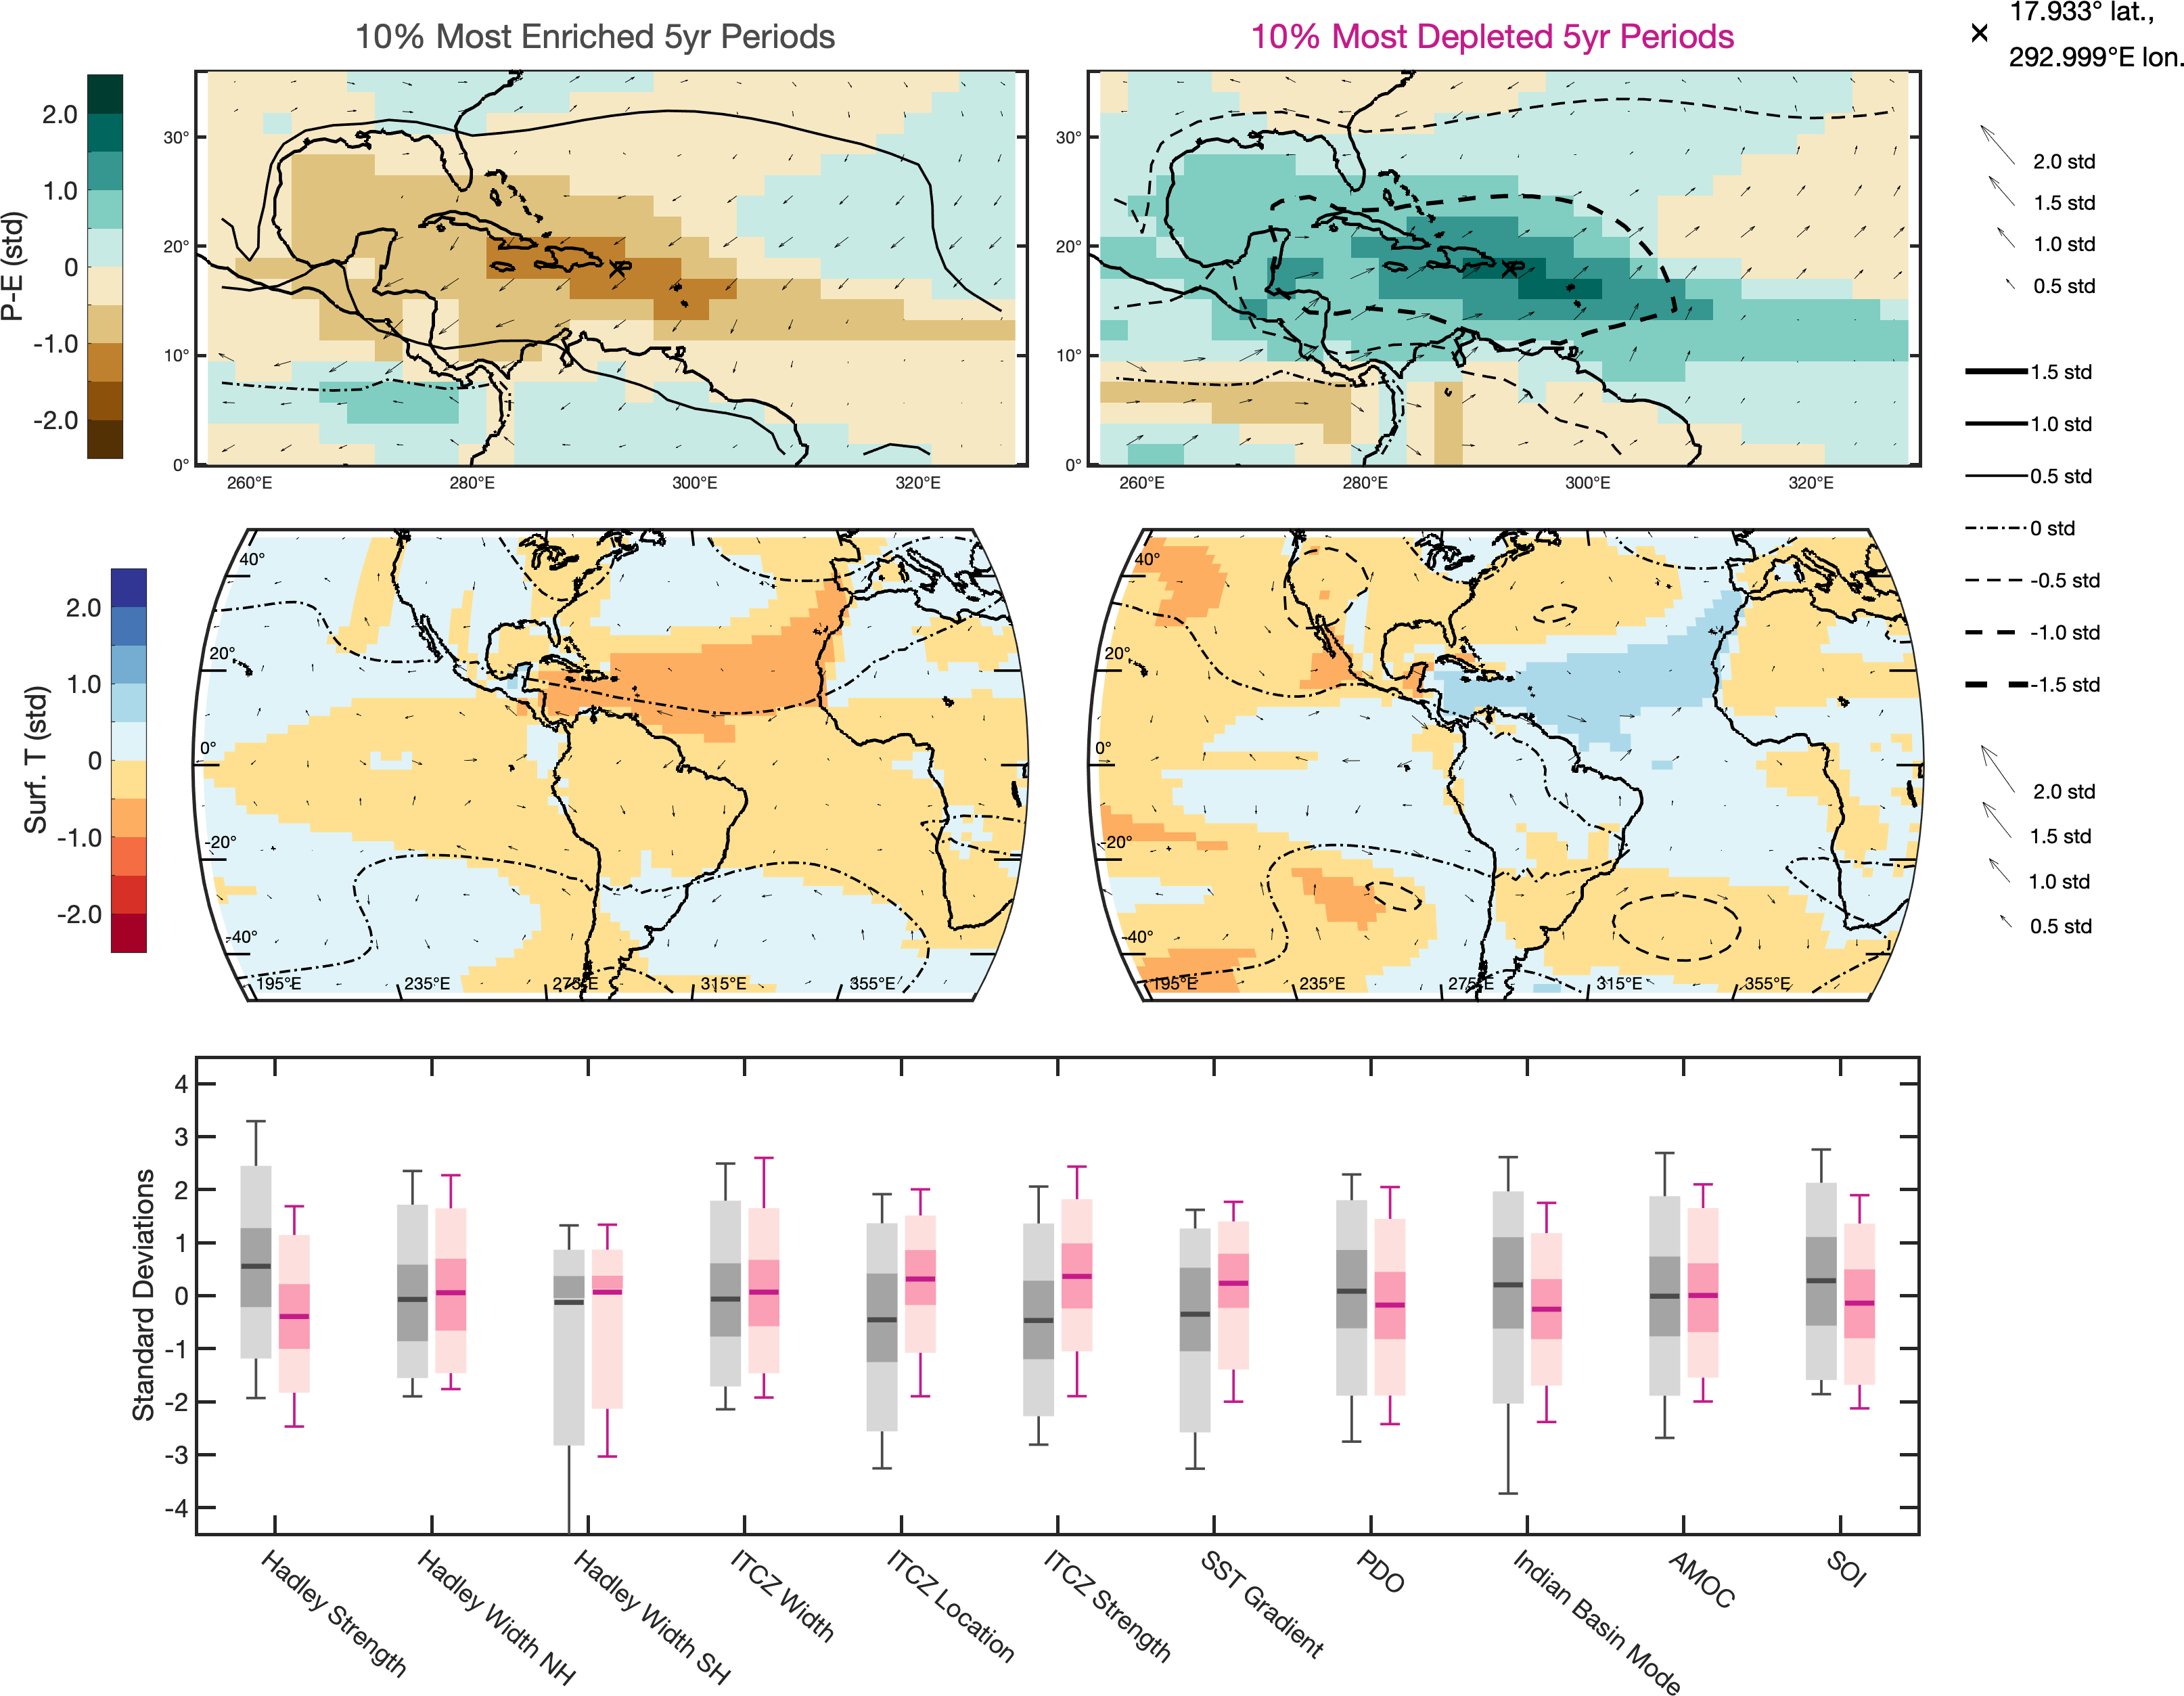 10% Most Enriched 5yr Periods
10% Most Depleted 5yr Periods
17.933° lat.,
292.999°E lon.
P-E (std)
2.0
1.0
0
-1.0
-2.0
30°
20°
10°
0°
260°E
280°E
300°E
320°E
30°
20°
10°
0°
260°E
280°E
300°E
320°E
2.0 std
1.5 std
1.0 std
0.5 std
1.5 std
1.0 std
0.5 std
0 std
-0.5 std
-1.0 std
-1.5 std
Surf. T (std)
2.0
1.0
0
-1.0
-2.0
40°
20°
0°
-20°
-40°
195°E
235°E
275°E
315°E
355°E
40°
20°
0°
-20°
-40°
195°E
235°E
275°E
315°E
355°E
2.0 std
1.5 std
1.0 std
0.5 std
Standard Deviations
4
3
2
1
0
-1
-2
-3
-4
Hadley Strength
Hadley Width NH
Hadley Width SH
ITCZ Width
ITCZ Location
ITCZ Strength
SST Gradient
PDO
Indian Basin Mode
AMOC
SOI